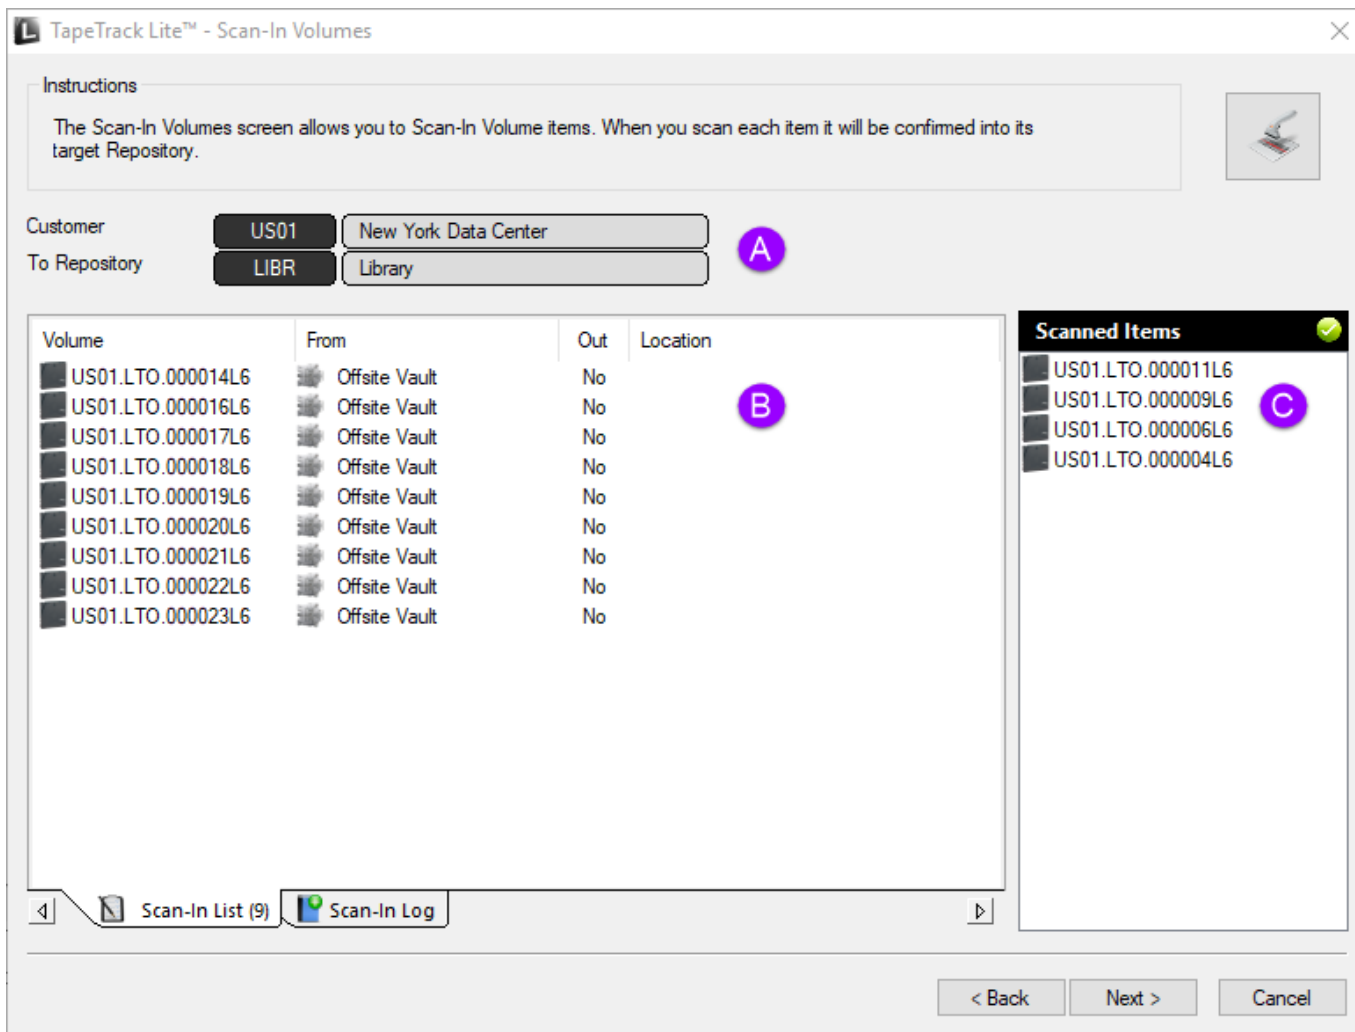 TapeTrack Lite™ - Scan-In Volumes
Instructions
The Scan-In Volumes screen allows you to Scan-In Volume items. When you scan each item it will be confirmed into its
target Repository.
Customer US01 New York Data Center
A
To Repository LIBR Library
Volume From Out Location
US01.LTO.000014L6 Offsite Vault No
US01.LTO.000016L6 Offsite Vault No
B
US01.LTO.000017L6 Offsite Vault No
US01.LTO.000018L6 Offsite Vault No
US01.LTO.000019L6 Offsite Vault No
US01.LTO.000020L6 Offsite Vault No
US01.LTO.000021L6 Offsite Vault No
US01.LTO.000022L6 Offsite Vault No
US01.LTO.000023L6 Offsite Vault No
Scanned Items
US01.LTO.000011L6
US01.LTO.000009L6
C
US01.LTO.000006L6
US01.LTO.000004L6
Scan-In List (9) Scan-In Log
< Back Next > Cancel